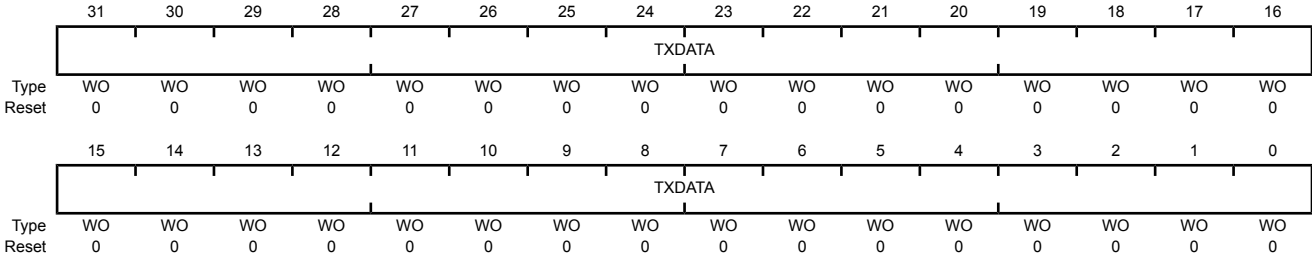 31 30 29 28 27 26 25 24 23 22 21 20 19 18 17 16
TXDATA
Type WO WO WO WO WO WO WO WO WO WO WO WO WO WO WO WO
Reset 0 0 0 0 0 0 0 0 0 0 0 0 0 0 0 0
15 14 13 12 11 10 9 8 7 6 5 4 3 2 1 0
TXDATA
Type WO WO WO WO WO WO WO WO WO WO WO WO WO WO WO WO
Reset 0 0 0 0 0 0 0 0 0 0 0 0 0 0 0 0